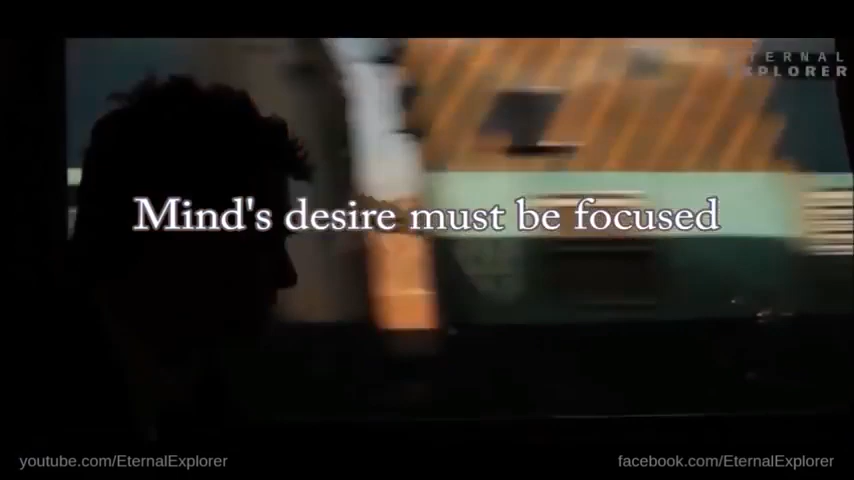 ETERNAL
EXPLORER
Mind's desire must be focused
youtube.com/EternalExplorer
facebook.com/EternalExplorer